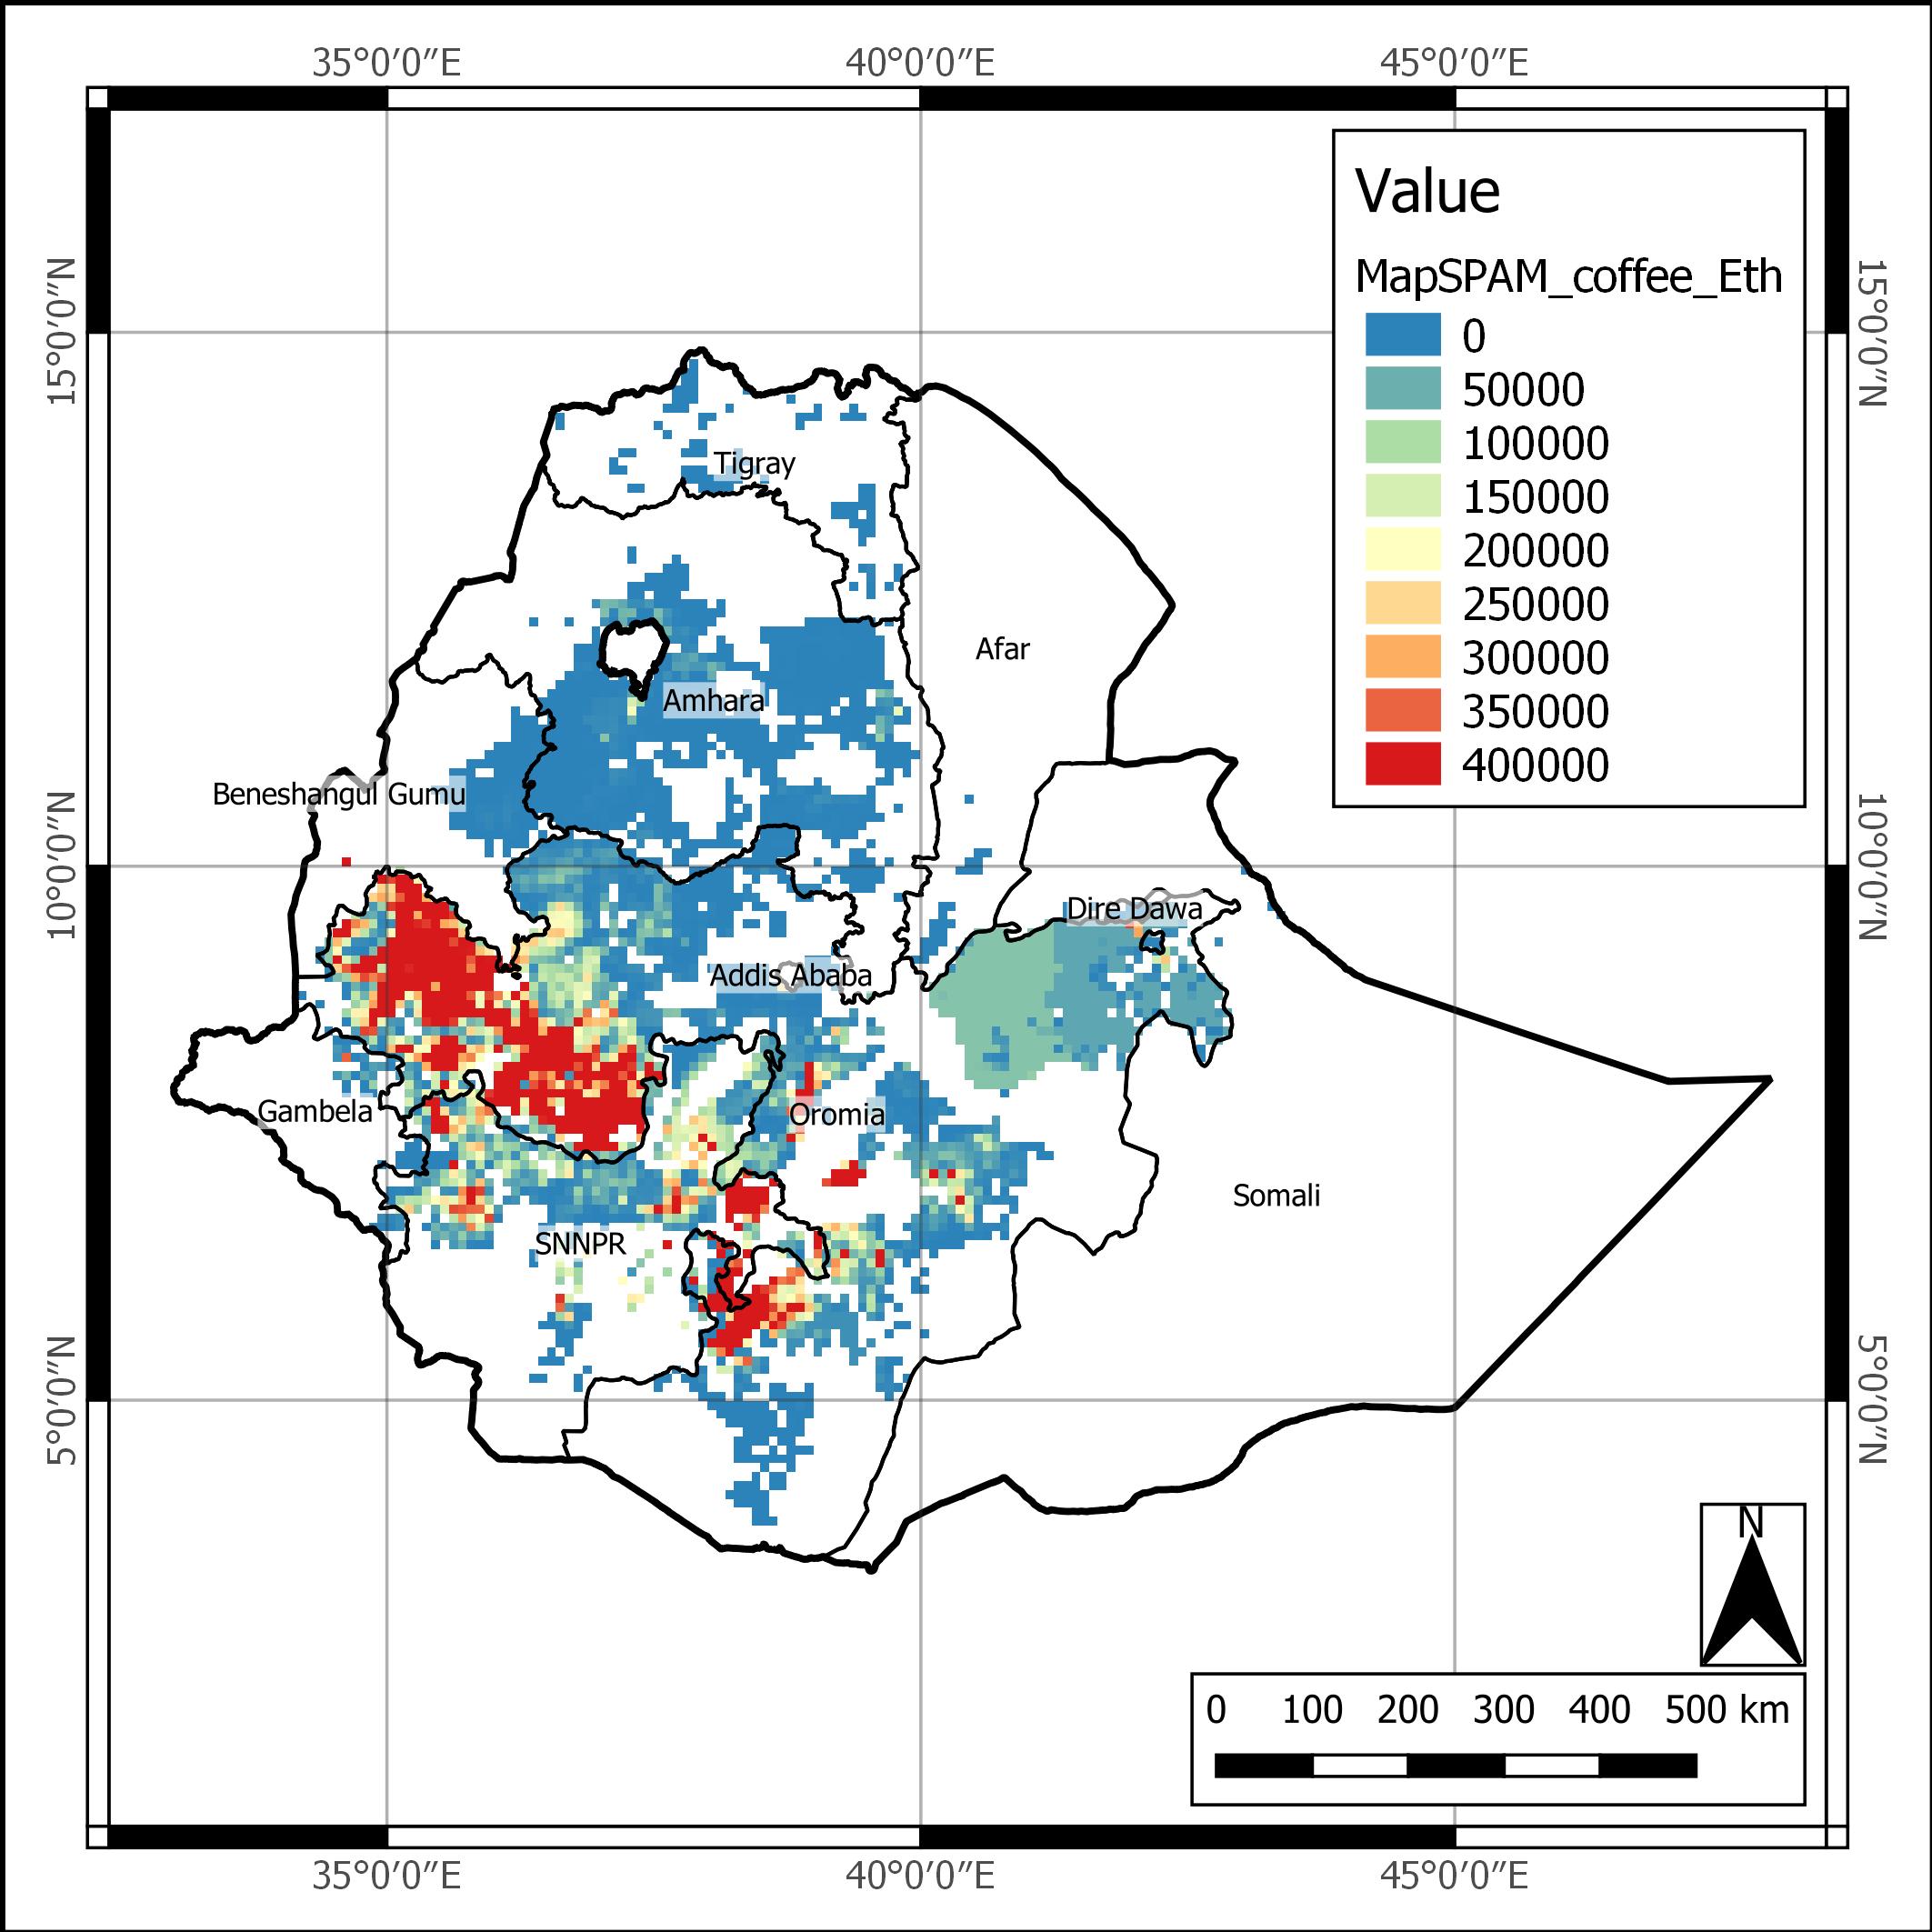 35°0′0″E 40°0′0″E 45°0′0″E
Value
MapSPAM_coffee_Eth
0
50000
100000
150000
200000
250000
300000
350000
400000
15°0′0″N
15°0′0″N
Tigray
Afar
Amhara
Beneshangul Gumu
10°0′0″N
10°0′0″N
Dire Dawa
Addis Ababa
Gambela
Oromia
Somali
SNNPR
5°0′0″N
5°0′0″N
N
0 100 200 300 400 500 km
35°0′0″E 40°0′0″E 45°0′0″E